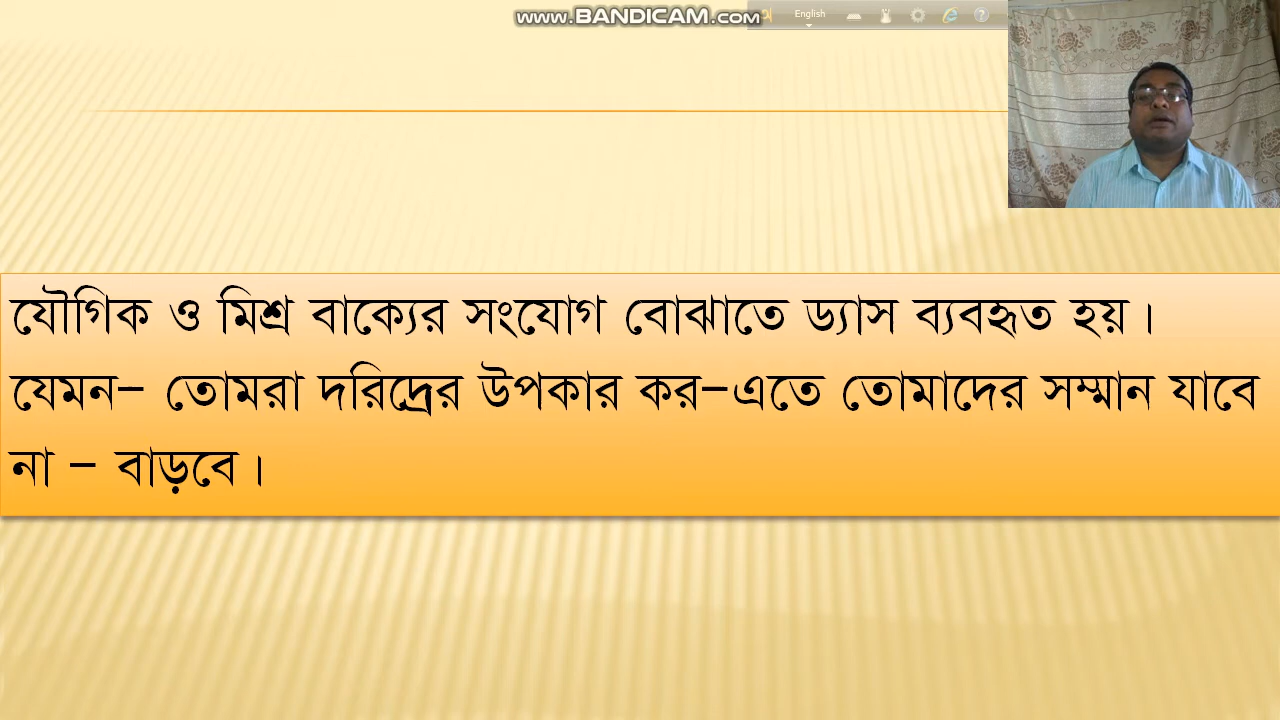 www.BANDICAM.com
English
যৌগিক ও মিশ্র বাক্যের সংযোগ বোঝাতে ড্যাস ব্যবহৃত হয়।
যেমন– তোমরা দরিদ্রের উপকার কর–এতে তোমাদের সম্মান যাবে
না – বাড়বে।